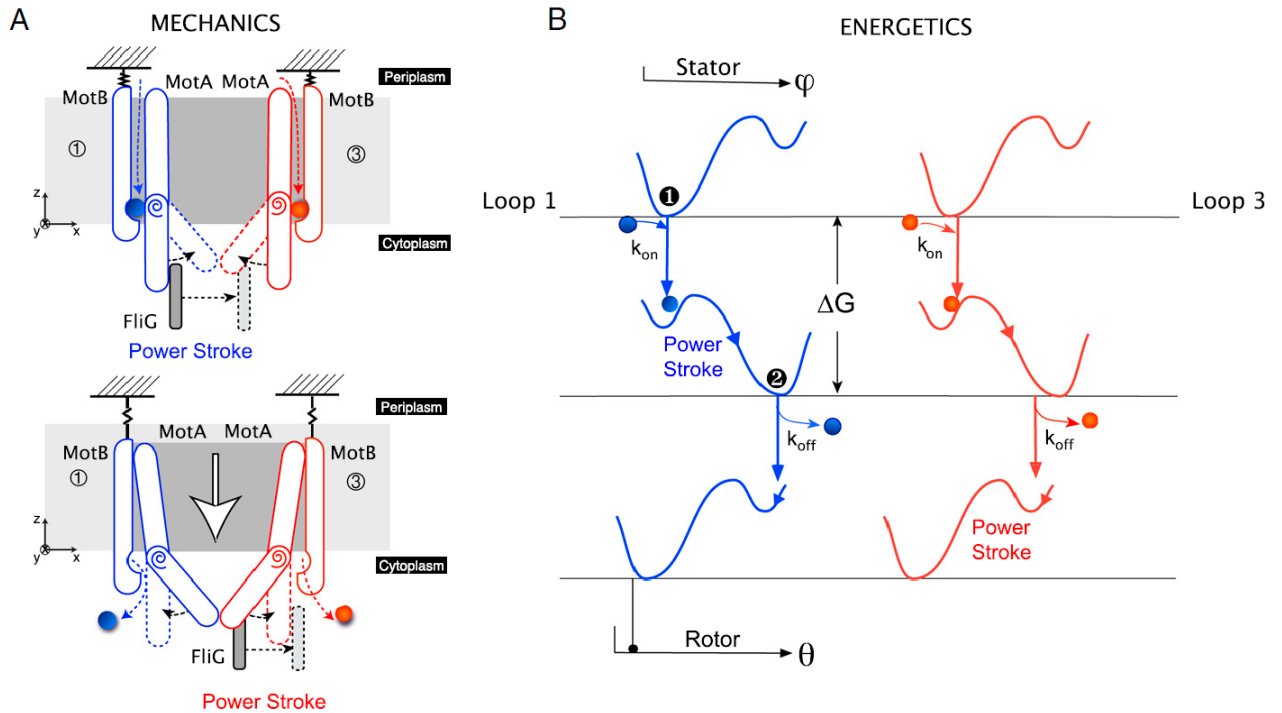 A
MECHANICS
MotA MotA
Periplasm
MotB
MotB
①
③
z
y
x
Cytoplasm
FliG
Power Stroke
Periplasm
MotA MotA
MotB
MotB
①
③
z
y
x
Cytoplasm
FliG
Power Stroke
B
ENERGETICS
Stator
φ
Loop 1
❶
Loop 3
kon
kon
ΔG
Power
Stroke
❷
koff
koff
Power
Stroke
Rotor
θ